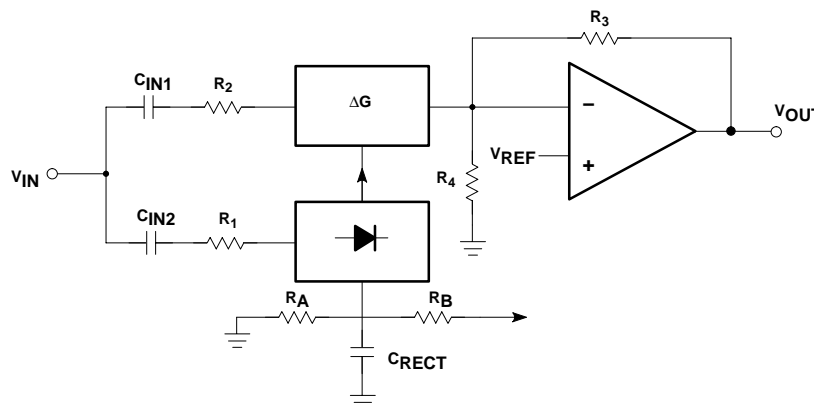 R3
CIN1
R2
ΔG
−
VOUT
VREF
+
R4
VIN
CIN2
R1
RA
RB
CRECT